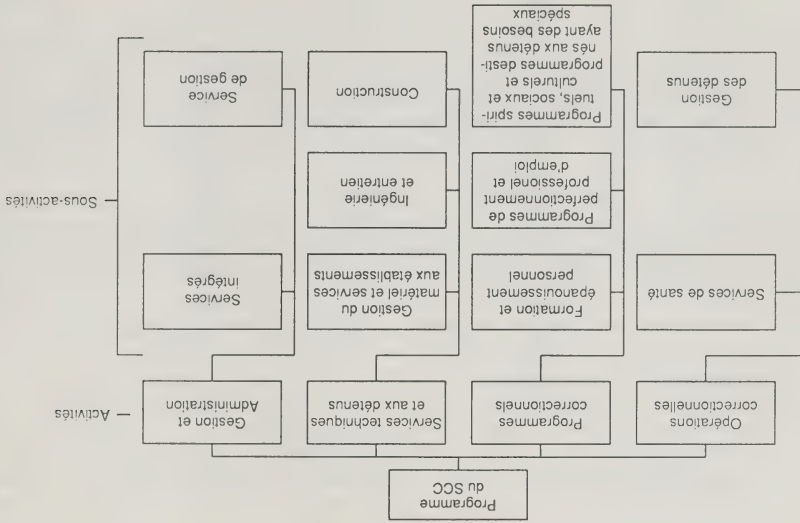 Programme
du SCC
Opérations
correctionnelles
Programmes
correctionnels
Services techniques
et aux détenus
Gestion et
Administration
— Activités
Services de santé
Formation et
épanouissement
personnel
Gestion du
matériel et services
aux établissements
Services
intégrés
Programmes de
perfectionnement
professionel et
d'emploi
Ingénierie
et entretien
— Sous-activités
Gestion
des détenus
Programmes spiri-
tuels, sociaux et
culturels et
programmes desti-
nés aux détenus
ayant des besoins
spéciaux
Construction
Service
de gestion